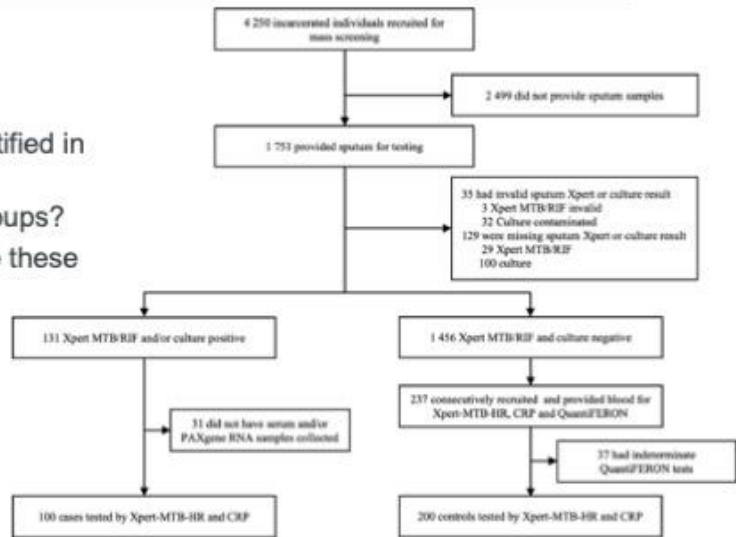 tified in
oups?
e these
4 250 incarcerated individuals recruited for
mass screening
2 499 did not provide sputum samples
1 751 provided sputum for testing
35 had invalid sputum Xpert or culture result
3 Xpert MTB/RIF invalid
32 Culture contaminated
129 were missing sputum Xpert or culture result
29 Xpert MTB/RIF
100 culture
131 Xpert MTB/RIF and/or culture positive
1 456 Xpert MTB/RIF and culture negative
237 consecutively recruited and provided blood for
Xpert-MTB-HR, CRP and QuantiFERON
31 did not have serum and/or
PAXgene RNA samples collected
37 had indeterminate
QuantiFERON tests
100 cases tested by Xpert-MTB-HR and CRP
200 controls tested by Xpert-MTB-HR and CRP